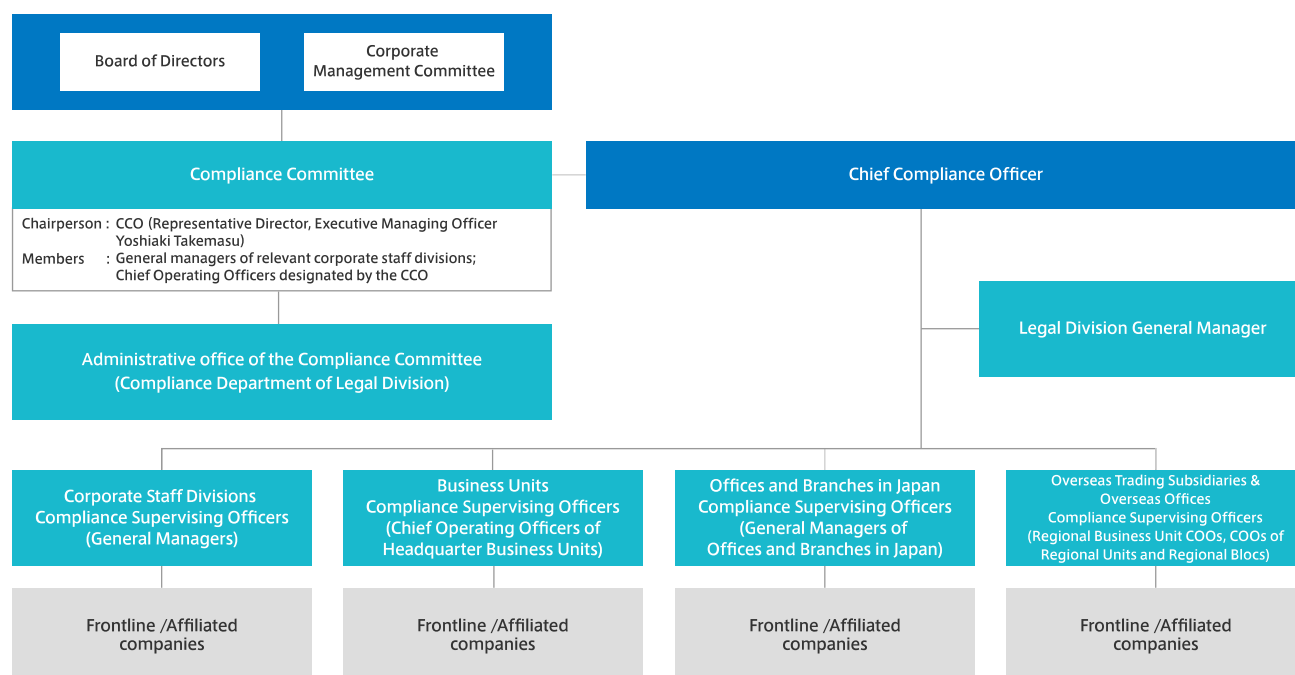 Board of Directors
Corporate
Management Committee
Compliance Committee
Chief Compliance Officer
Chairperson : CCO (Representative Director, Executive Managing Officer
Yoshiaki Takemasu)
Members : General managers of relevant corporate staff divisions;
Chief Operating Officers designated by the CCO
Legal Division General Manager
Administrative office of the Compliance Committee
(Compliance Department of Legal Division)
Corporate Staff Divisions
Compliance Supervising Officers
(General Managers)
Business Units
Compliance Supervising Officers
(Chief Operating Officers of
Headquarter Business Units)
Offices and Branches in Japan
Compliance Supervising Officers
(General Managers of
Offices and Branches in Japan)
Overseas Trading Subsidiaries &
Overseas Offices
Compliance Supervising Officers
(Regional Business Unit COOs, COOs of
Regional Units and Regional Blocs)
Frontline /Affiliated
companies
Frontline /Affiliated
companies
Frontline /Affiliated
companies
Frontline /Affiliated
companies